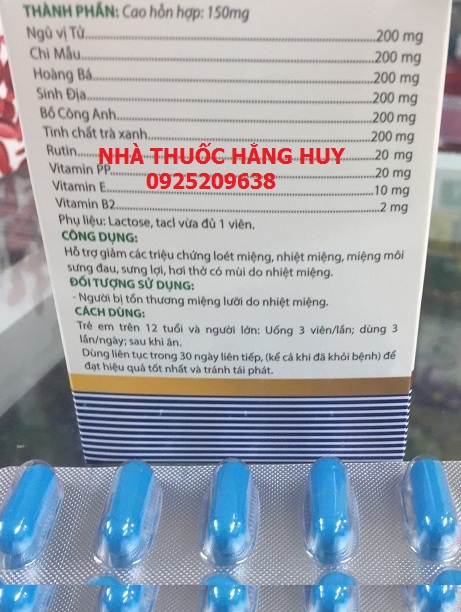 THÀNH PHẦN: Cao hỗn hợp: 150mg
Ngũ vị Tử 200 mg
Chi Mẫu 200 mg
Hoàng Bá 200 mg
Sinh Địa 200 mg
Bồ Công Anh 200 mg
Tinh chất trà xanh 200 mg
Rutin 20 mg
Vitamin PP 20 mg
Vitamin E 10 mg
Vitamin B2 2 mg
NHÀ THUỐC HẰNG HUY
0925209638
Phụ liệu: Lactose, tacl vừa đủ 1 viên.
CÔNG DỤNG:
Hỗ trợ giảm các triệu chứng loét miệng, nhiệt miệng, miệng môi
sưng đau, sưng lợi, hơi thở có mùi do nhiệt miệng.
ĐỐI TƯỢNG SỬ DỤNG:
- Người bị tổn thương miệng lưỡi do nhiệt miệng.
CÁCH DÙNG:
Trẻ em trên 12 tuổi và người lớn: Uống 3 viên/lần; dùng 3
lần/ngày; sau khi ăn.
Dùng liên tục trong 30 ngày liên tiếp, (kể cả khi đã khỏi bệnh) để
đạt hiệu quả tốt nhất và tránh tái phát.